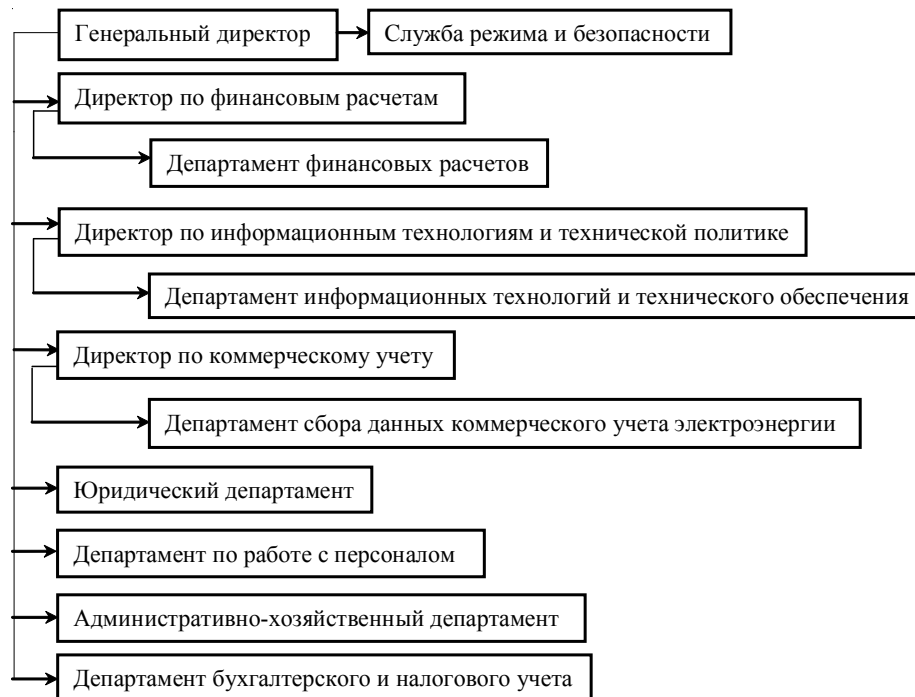 Генеральный директор
Служба режима и безопасности
Директор по финансовым расчетам
Департамент финансовых расчетов
Директор по информационным технологиям и технической политике
Департамент информационных технологий и технического обеспечения
Директор по коммерческому учету
Департамент сбора данных коммерческого учета электроэнергии
Юридический департамент
Департамент по работе с персоналом
Административно-хозяйственный департамент
Департамент бухгалтерского и налогового учета